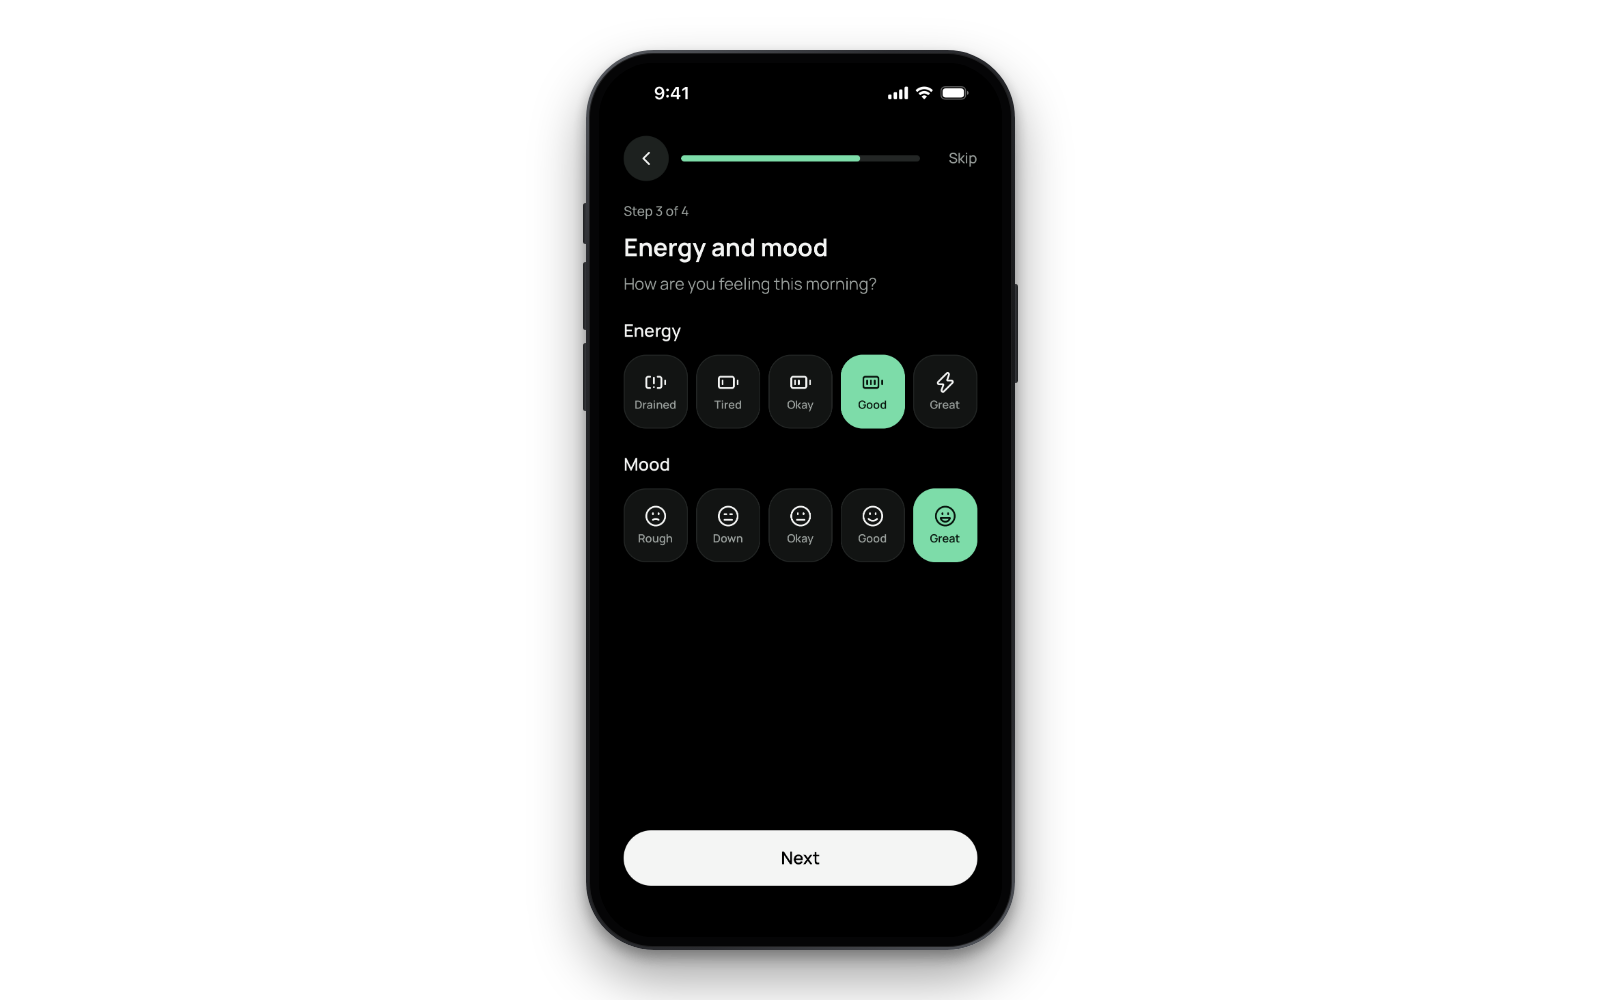 9:41
Skip
Step 3 of 4
Energy and mood
How are you feeling this morning?
Energy
Drained Tired Okay Good Great
Mood
Rough Down Okay Good Great
Next